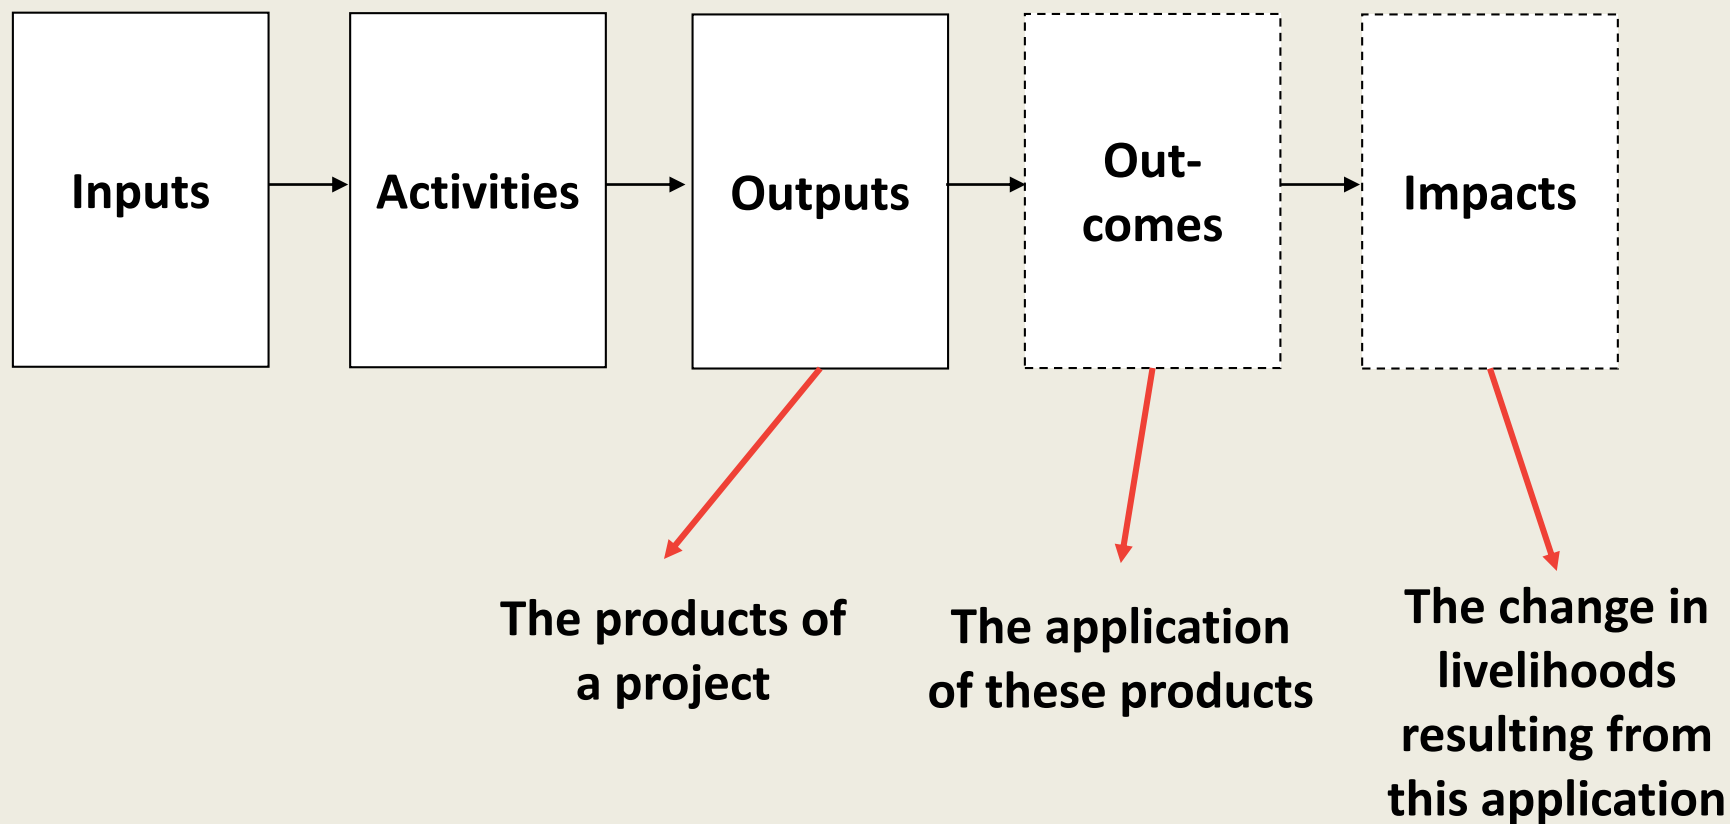 Inputs
Activities
Outputs
Out-
comes
Impacts
The products of
a project
The application
of these products
The change in
livelihoods
resulting from
this application